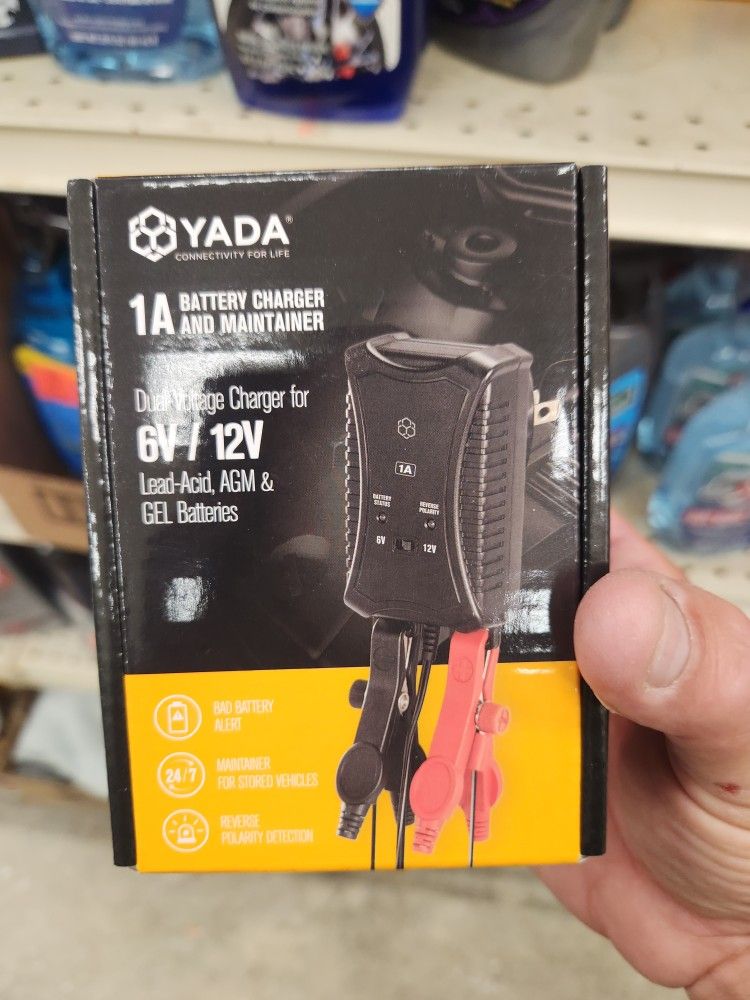 YADA®
CONNECTIVITY FOR LIFE
1A BATTERY CHARGER
AND MAINTAINER
Dual Voltage Charger for
6V / 12V
Lead-Acid, AGM &
GEL Batteries
1A
BATTERY
STATUS
REVERSE
POLARITY
6V
12V
BAD BATTERY
ALERT
24/7
MAINTAINER
FOR STORED VEHICLES
REVERSE
POLARITY DETECTION